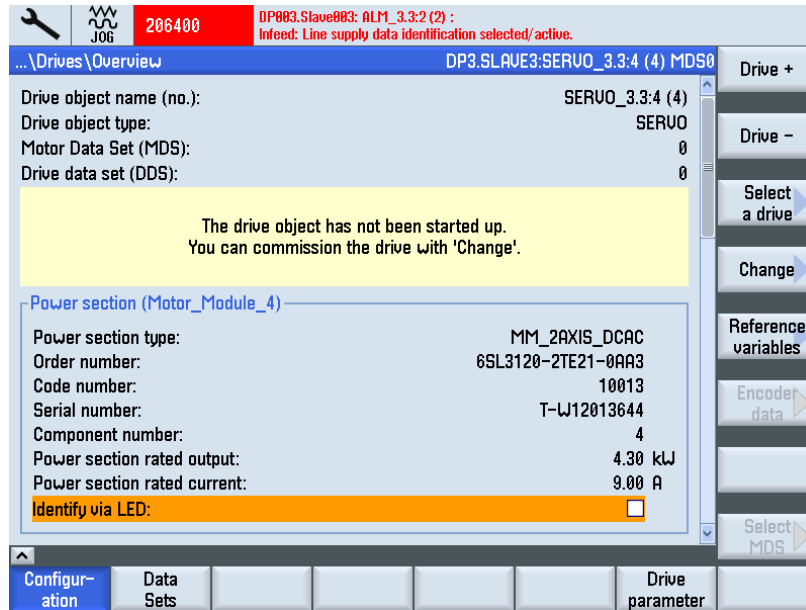 JOG
206400
DP003.Slave003: ALM_3.3:2 (2) :
Infeed: Line supply data identification selected/active.
...\Drives\Overview DP3.SLAVE3:SERVO_3.3:4 (4) MDS0
Drive object name (no.): SERVO_3.3:4 (4)
Drive object type: SERVO
Motor Data Set (MDS): 0
Drive data set (DDS): 0
The drive object has not been started up.
You can commission the drive with 'Change'.
Power section (Motor_Module_4)
Power section type: MM_2AXIS_DCAC
Order number: 6SL3120-2TE21-0AA3
Code number: 10013
Serial number: T-W12013644
Component number: 4
Power section rated output: 4.30 kW
Power section rated current: 9.00 A
Identify via LED:
Drive +
Drive -
Select
a drive
Change
Reference
variables
Encoder
data
Select
MDS
Configur-
ation
Data
Sets
Drive
parameter